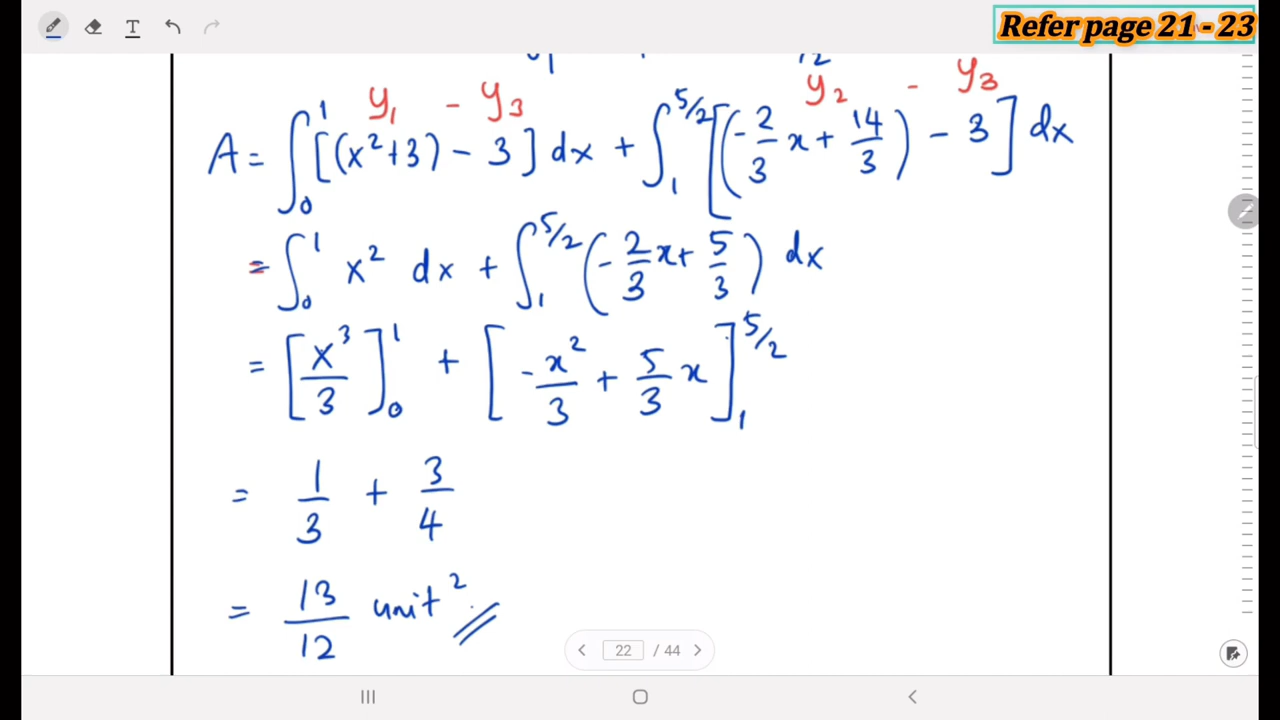 Refer page 21 - 23
y₁ - y₃ y₂ - y₃
A = ∫₀¹ [(x²+3) - 3] dx + ∫₁^5/2 [(-2/3 x + 14/3) - 3] dx
= ∫₀¹ x² dx + ∫₁^5/2 (-2/3 x + 5/3) dx
= [x³/3]₀¹ + [-x²/3 + 5/3 x]₁^5/2
= 1/3 + 3/4
= 13/12 unit²
22 / 44